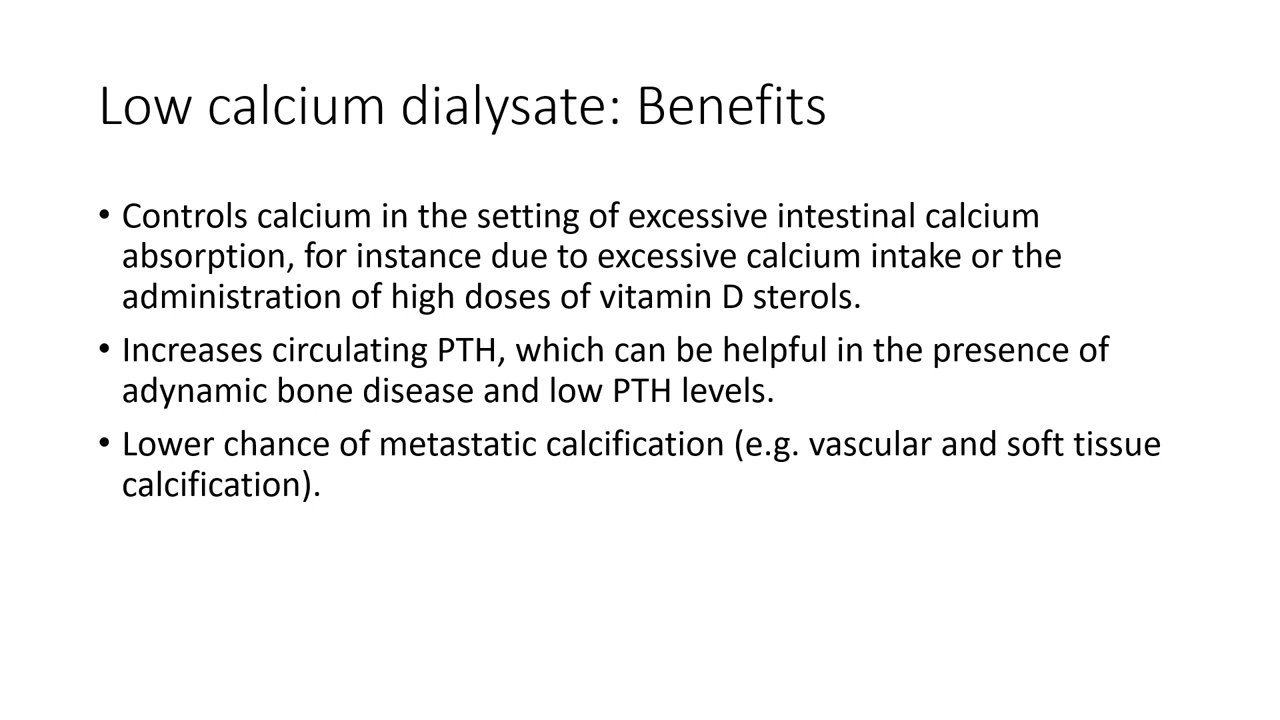 Low calcium dialysate: Benefits
• Controls calcium in the setting of excessive intestinal calcium
absorption, for instance due to excessive calcium intake or the
administration of high doses of vitamin D sterols.
• Increases circulating PTH, which can be helpful in the presence of
adynamic bone disease and low PTH levels.
• Lower chance of metastatic calcification (e.g. vascular and soft tissue
calcification).